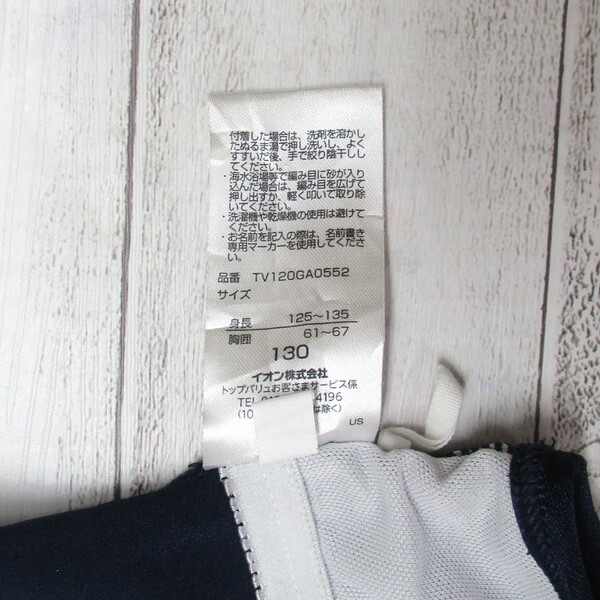 付着した場合は、洗剤を溶かし
たぬるま湯で押し洗いし、よく
すすいだ後、手で絞り陰干しし
てください。
・海水浴場等で編み目に砂が入り
込んだ場合は、編み目を広げて
押し出すか、軽く叩いて取り除
いてください。
・洗濯機や乾燥機の使用は避けて
ください。
・お名前を記入の際は、名前書き
専用マーカーを使用してくださ
い。
品番 TV120GA0552
サイズ
身長 125~135
胸囲 61~67
130
イオン株式会社
トップバリュお客さまサービス係
TEL 4196
(10 は除く)
US